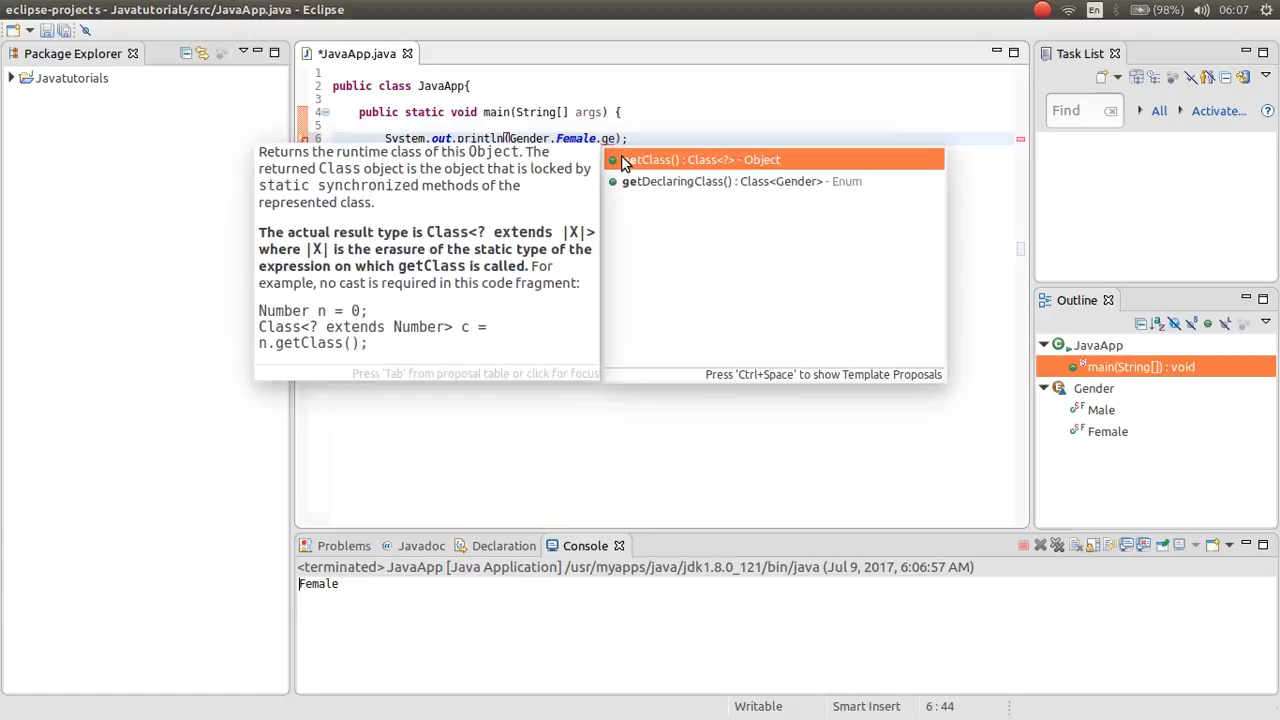 eclipse-projects - Javatutorials/src/JavaApp.java - Eclipse
En
(98%)
06:07
Package Explorer
*JavaApp.java
Task List
Javatutorials
1
2 public class JavaApp{
3
4 public static void main(String[] args) {
5
6 System.out.println(Gender.Female.ge);
Find
All
Activate...
Returns the runtime class of this Object. The
returned Class object is the object that is locked by
static synchronized methods of the
represented class.
The actual result type is Class<? extends |X|>
where |X| is the erasure of the static type of the
expression on which getClass is called. For
example, no cast is required in this code fragment:
Number n = 0;
Class<? extends Number> c =
n.getClass();
Press 'Tab' from proposal table or click for focus
getClass() : Class<?> - Object
getDeclaringClass() : Class<Gender> - Enum
Press 'Ctrl+Space' to show Template Proposals
Outline
JavaApp
main(String[]) : void
Gender
Male
Female
Problems
Javadoc
Declaration
Console
<terminated> JavaApp [Java Application] /usr/myapps/java/jdk1.8.0_121/bin/java (Jul 9, 2017, 6:06:57 AM)
Female
Writable
Smart Insert
6 : 44